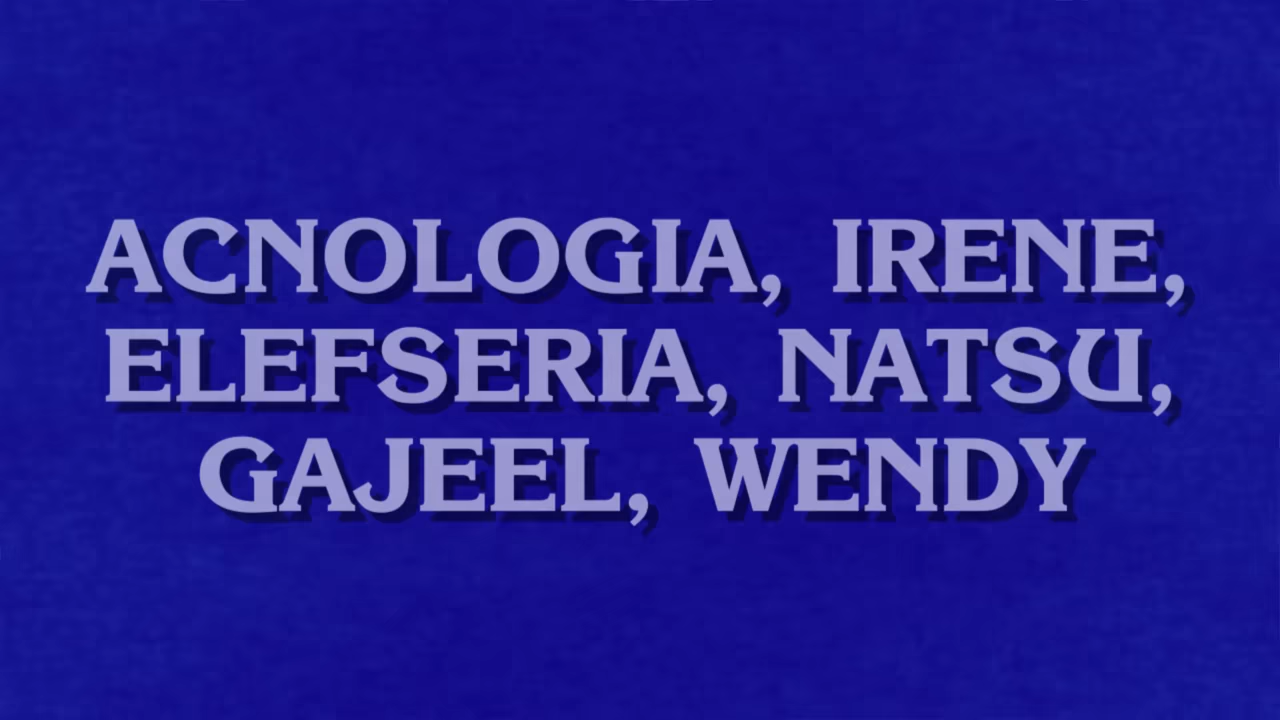 ACNOLOGIA, IRENE,
ELEFSERIA, NATSU,
GAJEEL, WENDY